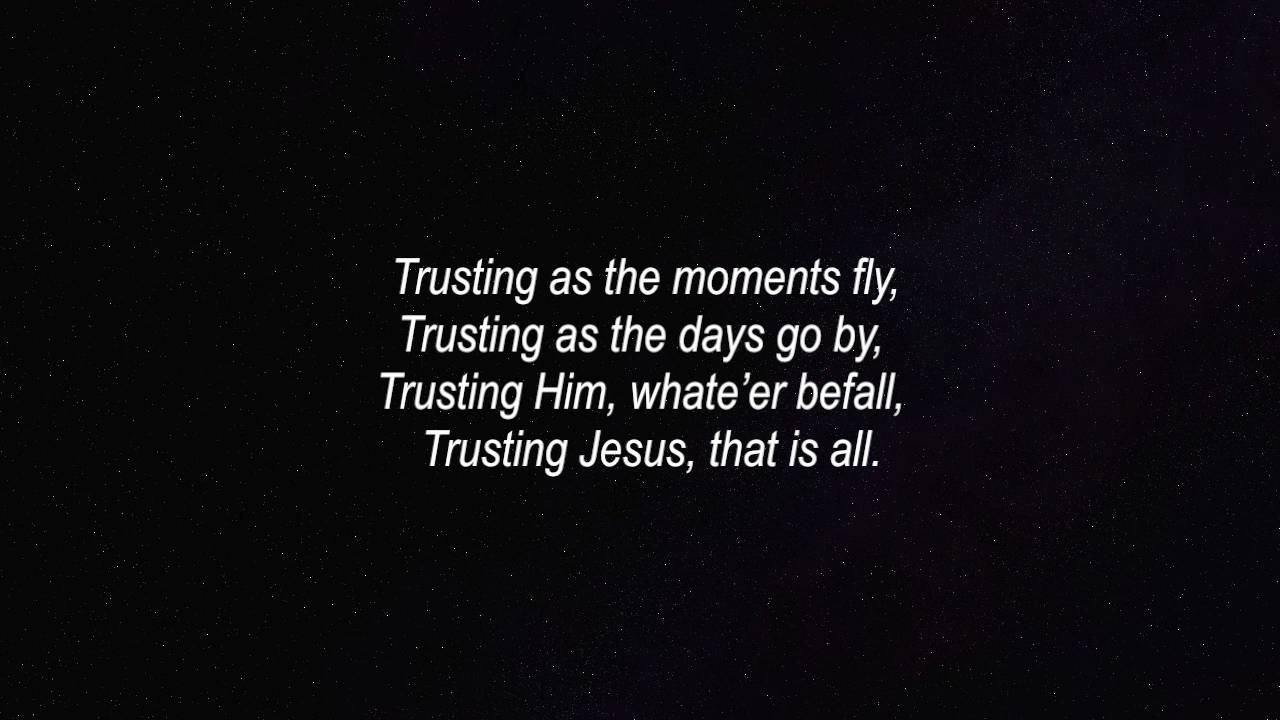 Trusting as the moments fly,
Trusting as the days go by,
Trusting Him, whate’er befall,
Trusting Jesus, that is all.